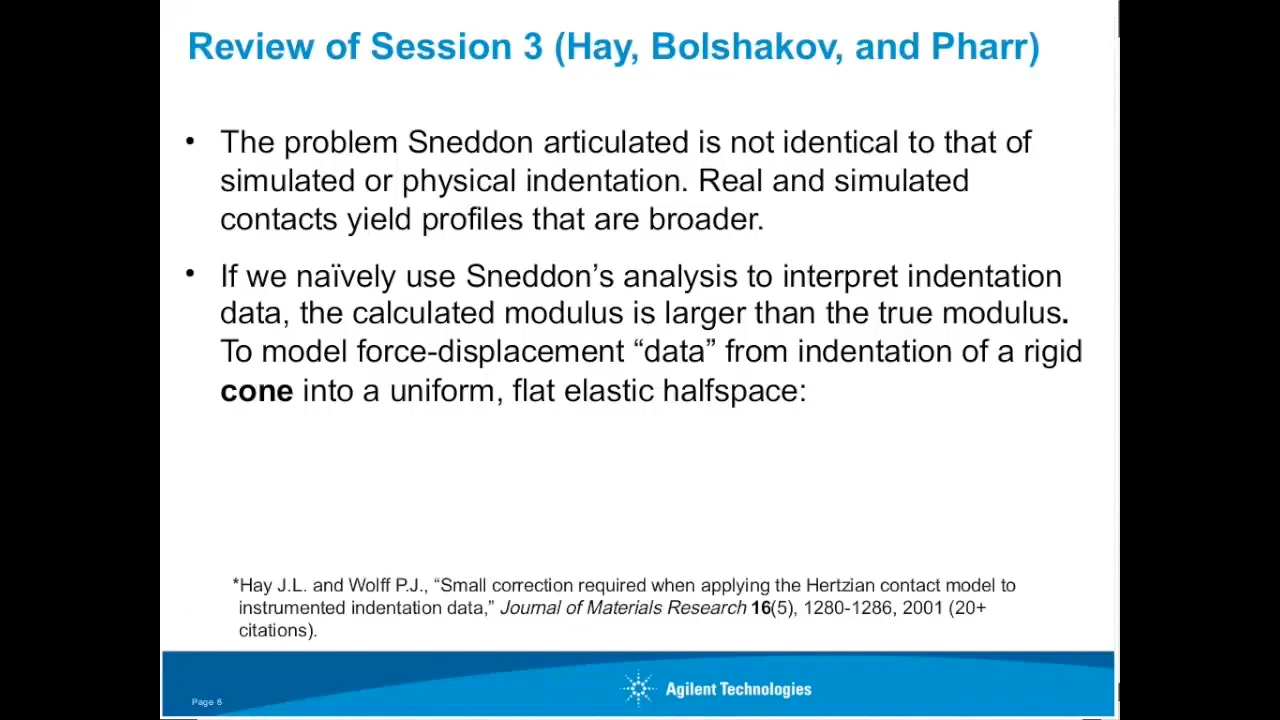 Review of Session 3 (Hay, Bolshakov, and Pharr)
• The problem Sneddon articulated is not identical to that of
simulated or physical indentation. Real and simulated
contacts yield profiles that are broader.
• If we naïvely use Sneddon’s analysis to interpret indentation
data, the calculated modulus is larger than the true modulus.
To model force-displacement “data” from indentation of a rigid
cone into a uniform, flat elastic halfspace:
*Hay J.L. and Wolff P.J., “Small correction required when applying the Hertzian contact model to
instrumented indentation data,” Journal of Materials Research 16(5), 1280-1286, 2001 (20+
citations).
Page 6
Agilent Technologies